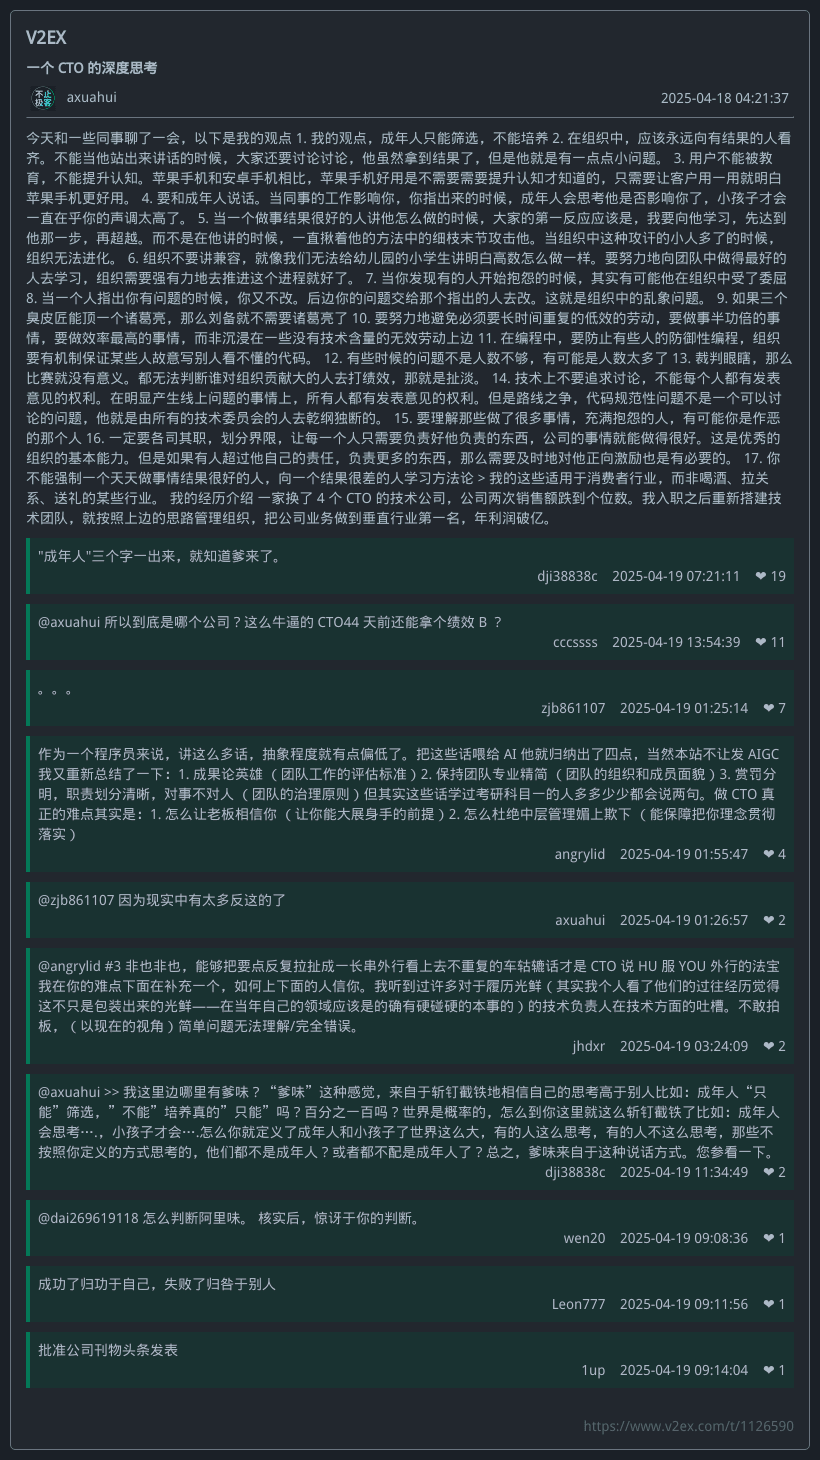 V2EX
一个 CTO 的深度思考
不止
极客
axuahui
2025-04-18 04:21:37
今天和一些同事聊了一会，以下是我的观点 1. 我的观点，成年人只能筛选，不能培养 2. 在组织中，应该永远向有结果的人看
齐。不能当他站出来讲话的时候，大家还要讨论讨论，他虽然拿到结果了，但是他就是有一点点小问题。 3. 用户不能被教
育，不能提升认知。苹果手机和安卓手机相比，苹果手机好用是不需要需要提升认知才知道的，只需要让客户用一用就明白
苹果手机更好用。 4. 要和成年人说话。当同事的工作影响你，你指出来的时候，成年人会思考他是否影响你了，小孩子才会
一直在乎你的声调太高了。 5. 当一个做事结果很好的人讲他怎么做的时候，大家的第一反应应该是，我要向他学习，先达到
他那一步，再超越。而不是在他讲的时候，一直揪着他的方法中的细枝末节攻击他。当组织中这种攻讦的小人多了的时候，
组织无法进化。 6. 组织不要讲兼容，就像我们无法给幼儿园的小学生讲明白高数怎么做一样。要努力地向团队中做得最好的
人去学习，组织需要强有力地去推进这个进程就好了。 7. 当你发现有的人开始抱怨的时候，其实有可能他在组织中受了委屈
8. 当一个人指出你有问题的时候，你又不改。后边你的问题交给那个指出的人去改。这就是组织中的乱象问题。 9. 如果三个
臭皮匠能顶一个诸葛亮，那么刘备就不需要诸葛亮了 10. 要努力地避免必须要长时间重复的低效的劳动，要做事半功倍的事
情，要做效率最高的事情，而非沉浸在一些没有技术含量的无效劳动上边 11. 在编程中，要防止有些人的防御性编程，组织
要有机制保证某些人故意写别人看不懂的代码。 12. 有些时候的问题不是人数不够，有可能是人数太多了 13. 裁判眼瞎，那么
比赛就没有意义。都无法判断谁对组织贡献大的人去打绩效，那就是扯淡。 14. 技术上不要追求讨论，不能每个人都有发表
意见的权利。在明显产生线上问题的事情上，所有人都有发表意见的权利。但是路线之争，代码规范性问题不是一个可以讨
论的问题，他就是由所有的技术委员会的人去乾纲独断的。 15. 要理解那些做了很多事情，充满抱怨的人，有可能你是作恶
的那个人 16. 一定要各司其职，划分界限，让每一个人只需要负责好他负责的东西，公司的事情就能做得很好。这是优秀的
组织的基本能力。但是如果有人超过他自己的责任，负责更多的东西，那么需要及时地对他正向激励也是有必要的。 17. 你
不能强制一个天天做事情结果很好的人，向一个结果很差的人学习方法论 > 我的这些适用于消费者行业，而非喝酒、拉关
系、送礼的某些行业。 我的经历介绍 一家换了 4 个 CTO 的技术公司，公司两次销售额跌到个位数。我入职之后重新搭建技
术团队，就按照上边的思路管理组织，把公司业务做到垂直行业第一名，年利润破亿。
"成年人"三个字一出来，就知道爹来了。
dji38838c 2025-04-19 07:21:11 ❤ 19
@axuahui 所以到底是哪个公司？这么牛逼的 CTO44 天前还能拿个绩效 B ？
cccssss 2025-04-19 13:54:39 ❤ 11
。。。
zjb861107 2025-04-19 01:25:14 ❤ 7
作为一个程序员来说，讲这么多话，抽象程度就有点偏低了。把这些话喂给 AI 他就归纳出了四点，当然本站不让发 AIGC
我又重新总结了一下：1. 成果论英雄 （ 团队工作的评估标准 ）2. 保持团队专业精简 （ 团队的组织和成员面貌 ）3. 赏罚分
明，职责划分清晰，对事不对人 （ 团队的治理原则 ）但其实这些话学过考研科目一的人多多少少都会说两句。做 CTO 真
正的难点其实是：1. 怎么让老板相信你 （ 让你能大展身手的前提 ）2. 怎么杜绝中层管理媚上欺下 （ 能保障把你理念贯彻
落实 ）
angrylid 2025-04-19 01:55:47 ❤ 4
@zjb861107 因为现实中有太多反这的了
axuahui 2025-04-19 01:26:57 ❤ 2
@angrylid #3 非也非也，能够把要点反复拉扯成一长串外行看上去不重复的车轱辘话才是 CTO 说 HU 服 YOU 外行的法宝
我在你的难点下面在补充一个，如何上下面的人信你。我听到过许多对于履历光鲜（ 其实我个人看了他们的过往经历觉得
这不只是包装出来的光鲜——在当年自己的领域应该是的确有硬碰硬的本事的）的技术负责人在技术方面的吐槽。不敢拍
板，（ 以现在的视角 ）简单问题无法理解/完全错误。
jhdxr 2025-04-19 03:24:09 ❤ 2
@axuahui >> 我这里边哪里有爹味？“爹味”这种感觉，来自于斩钉截铁地相信自己的思考高于别人比如：成年人“只
能”筛选，”不能”培养真的”只能”吗？百分之一百吗？世界是概率的，怎么到你这里就这么斩钉截铁了比如：成年人
会思考….，小孩子才会….怎么你就定义了成年人和小孩子了世界这么大，有的人这么思考，有的人不这么思考，那些不
按照你定义的方式思考的，他们都不是成年人？或者都不配是成年人了？总之，爹味来自于这种说话方式。您参看一下。
dji38838c 2025-04-19 11:34:49 ❤ 2
@dai269619118 怎么判断阿里味。 核实后，惊讶于你的判断。
wen20 2025-04-19 09:08:36 ❤ 1
成功了归功于自己，失败了归咎于别人
Leon777 2025-04-19 09:11:56 ❤ 1
批准公司刊物头条发表
1up 2025-04-19 09:14:04 ❤ 1
https://www.v2ex.com/t/1126590